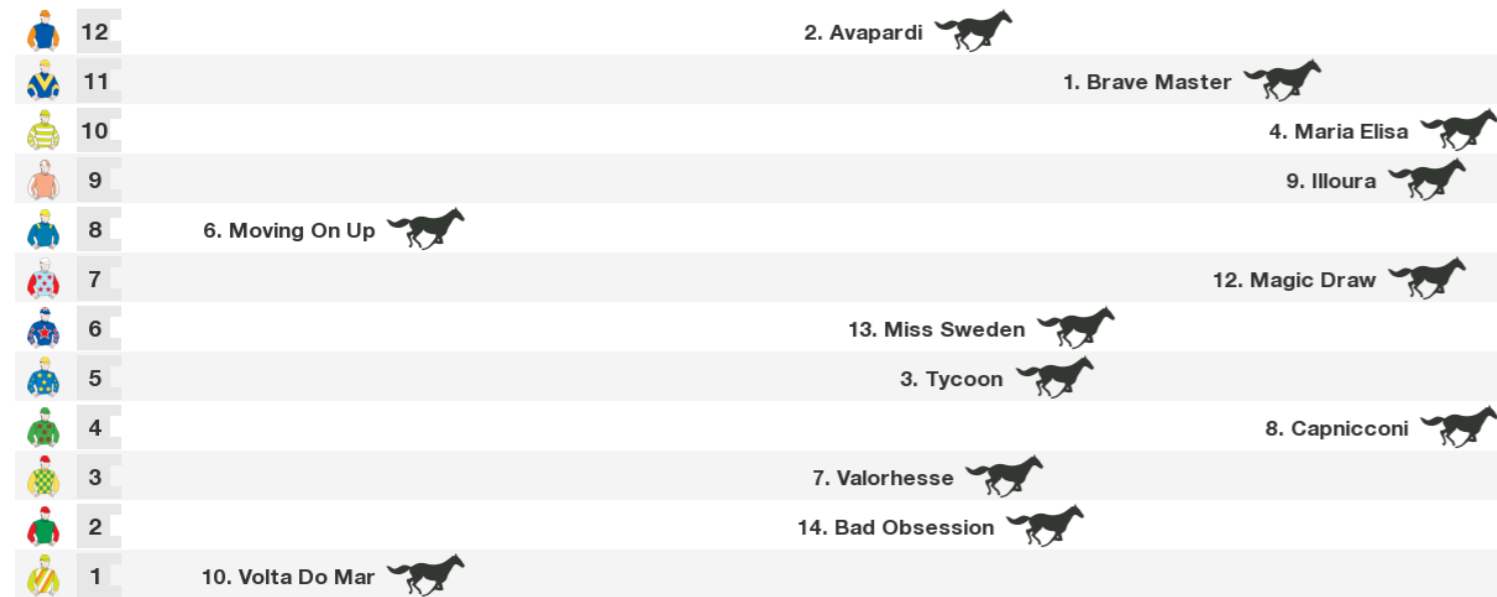 12 2. Avapardi
11 1. Brave Master
10 4. Maria Elisa
9 9. Illoura
8 6. Moving On Up
7 12. Magic Draw
6 13. Miss Sweden
5 3. Tycoon
4 8. Capnicconi
3 7. Valorhesse
2 14. Bad Obsession
1 10. Volta Do Mar